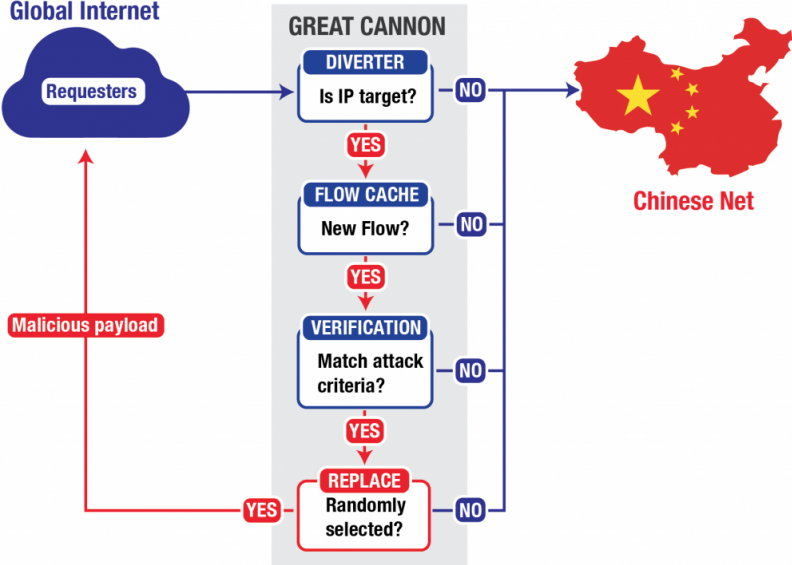 Global Internet
GREAT CANNON
DIVERTER
Requesters
Is IP target?
NO
YES
Chinese Net
FLOW CACHE
New Flow?
NO
YES
Malicious payload
VERIFICATION
Match attack
criteria?
NO
YES
REPLACE
Randomly
selected?
YES
NO